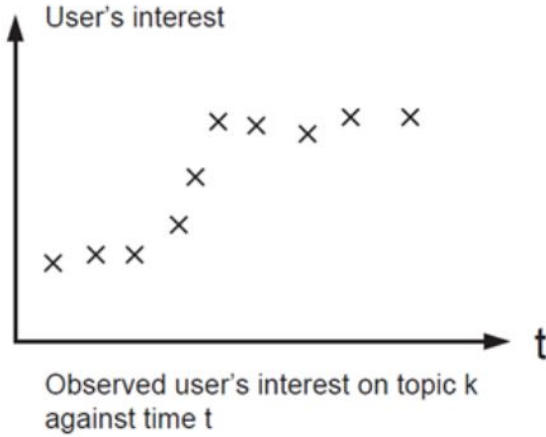 User's interest
t
Observed user's interest on topic k
against time t